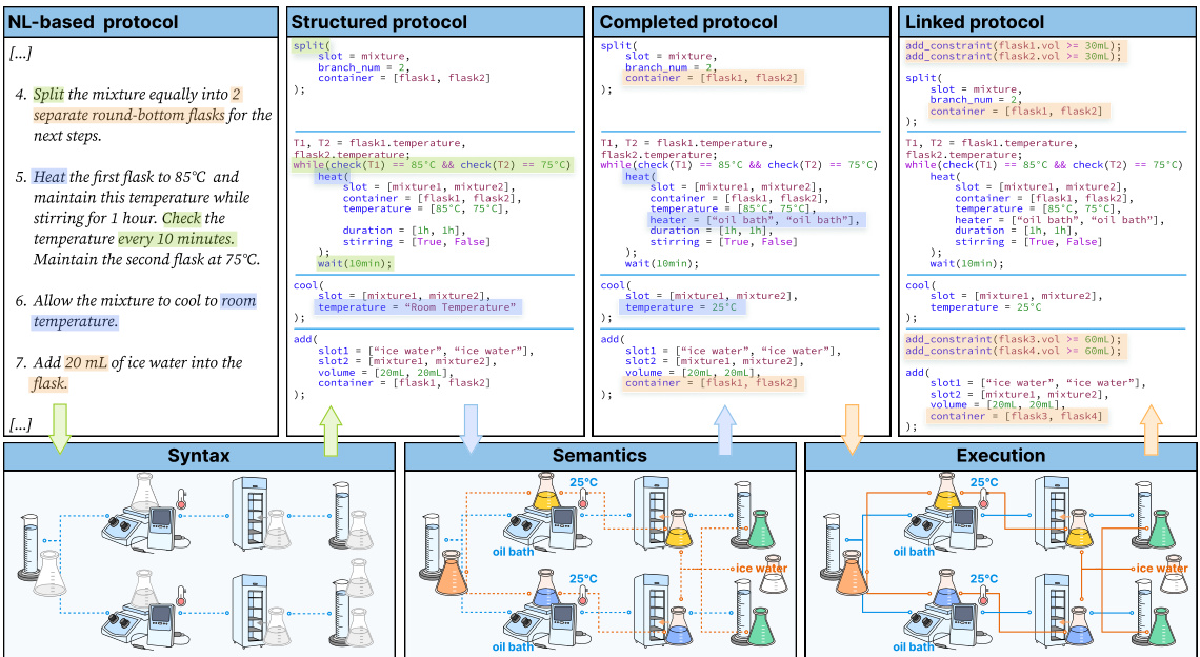 NL-based protocol
[...]
4. Split the mixture equally into 2
separate round-bottom flasks for the
next steps.
5. Heat the first flask to 85°C and
maintain this temperature while
stirring for 1 hour. Check the
temperature every 10 minutes.
Maintain the second flask at 75°C.
6. Allow the mixture to cool to room
temperature.
7. Add 20 mL of ice water into the
flask.
[...]
Structured protocol
split(
slot = mixture,
branch_num = 2,
container = [flask1, flask2]
);
T1, T2 = flask1.temperature,
flask2.temperature;
while(check(T1) == 85°C && check(T2) == 75°C)
heat(
slot = [mixture1, mixture2],
container = [flask1, flask2],
temperature = [85°C, 75°C],
duration = [1h, 1h],
stirring = [True, False]
);
wait(10min);
cool(
slot = [mixture1, mixture2],
temperature = "Room Temperature"
);
add(
slot1 = ["ice water", "ice water"],
slot2 = [mixture1, mixture2],
volume = [20mL, 20mL],
container = [flask1, flask2]
);
Completed protocol
split(
slot = mixture,
branch_num = 2,
container = [flask1, flask2]
);
T1, T2 = flask1.temperature,
flask2.temperature;
while(check(T1) == 85°C && check(T2) == 75°C)
heat(
slot = [mixture1, mixture2],
container = [flask1, flask2],
temperature = [85°C, 75°C],
heater = ["oil bath", "oil bath"],
duration = [1h, 1h],
stirring = [True, False]
);
wait(10min);
cool(
slot = [mixture1, mixture2],
temperature = 25°C
);
add(
slot1 = ["ice water", "ice water"],
slot2 = [mixture1, mixture2],
volume = [20mL, 20mL],
container = [flask1, flask2]
);
Linked protocol
add_constraint(flask1.vol >= 30mL);
add_constraint(flask2.vol >= 30mL);
split(
slot = mixture,
branch_num = 2,
container = [flask1, flask2]
);
T1, T2 = flask1.temperature,
flask2.temperature;
while(check(T1) == 85°C && check(T2) == 75°C)
heat(
slot = [mixture1, mixture2],
container = [flask1, flask2],
temperature = [85°C, 75°C],
heater = ["oil bath", "oil bath"],
duration = [1h, 1h],
stirring = [True, False]
);
wait(10min);
cool(
slot = [mixture1, mixture2],
temperature = 25°C
);
add_constraint(flask3.vol >= 60mL);
add_constraint(flask4.vol >= 60mL);
add(
slot1 = ["ice water", "ice water"],
slot2 = [mixture1, mixture2],
volume = [20mL, 20mL],
container = [flask3, flask4]
);
Syntax
Semantics
25°C
oil bath
ice water
25°C
oil bath
Execution
25°C
oil bath
ice water
25°C
oil bath